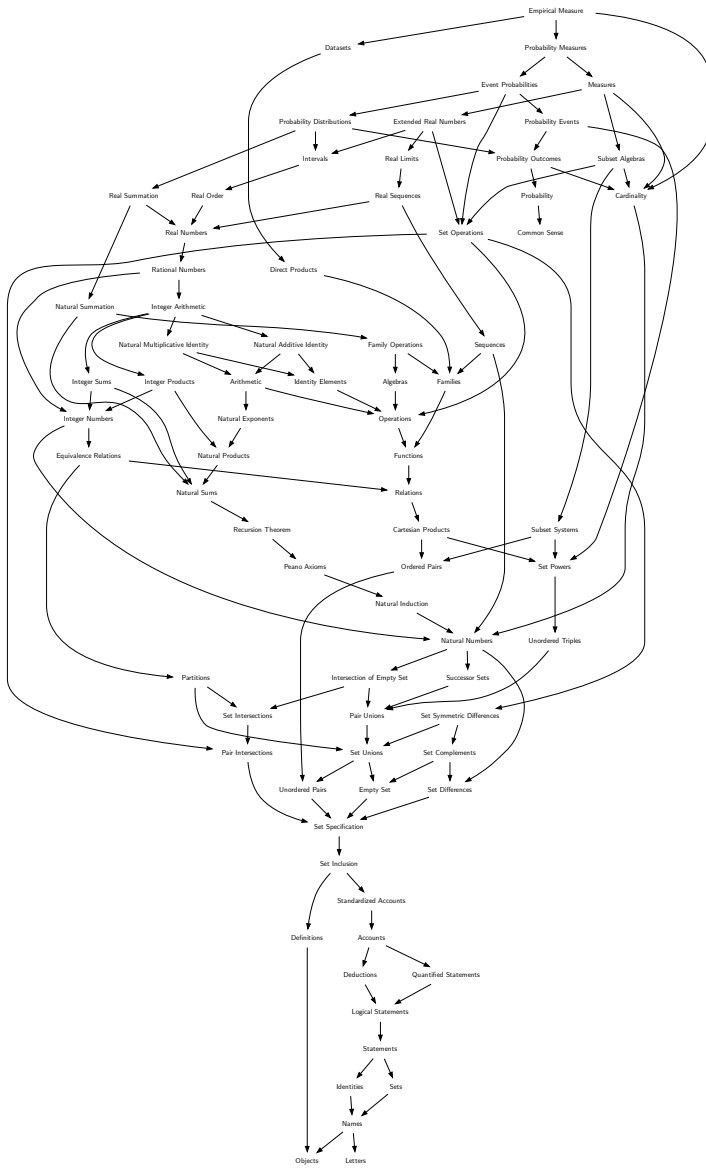 Empirical Measure
Datasets
Probability Measures
Event Probabilities
Measures
Probability Distributions
Extended Real Numbers
Probability Events
Intervals
Real Limits
Probability Outcomes
Subset Algebras
Real Summation
Real Order
Real Sequences
Probability
Cardinality
Real Numbers
Set Operations
Common Sense
Rational Numbers
Direct Products
Natural Summation
Integer Arithmetic
Natural Multiplicative Identity
Natural Additive Identity
Family Operations
Sequences
Integer Sums
Integer Products
Arithmetic
Identity Elements
Algebras
Families
Integer Numbers
Natural Exponents
Operations
Equivalence Relations
Natural Products
Functions
Natural Sums
Relations
Recursion Theorem
Cartesian Products
Subset Systems
Peano Axioms
Ordered Pairs
Set Powers
Natural Induction
Natural Numbers
Unordered Triples
Partitions
Intersection of Empty Set
Successor Sets
Set Intersections
Pair Unions
Set Symmetric Differences
Pair Intersections
Set Unions
Set Complements
Unordered Pairs
Empty Set
Set Differences
Set Specification
Set Inclusion
Standardized Accounts
Definitions
Accounts
Deductions
Quantified Statements
Logical Statements
Statements
Identities
Sets
Names
Objects
Letters